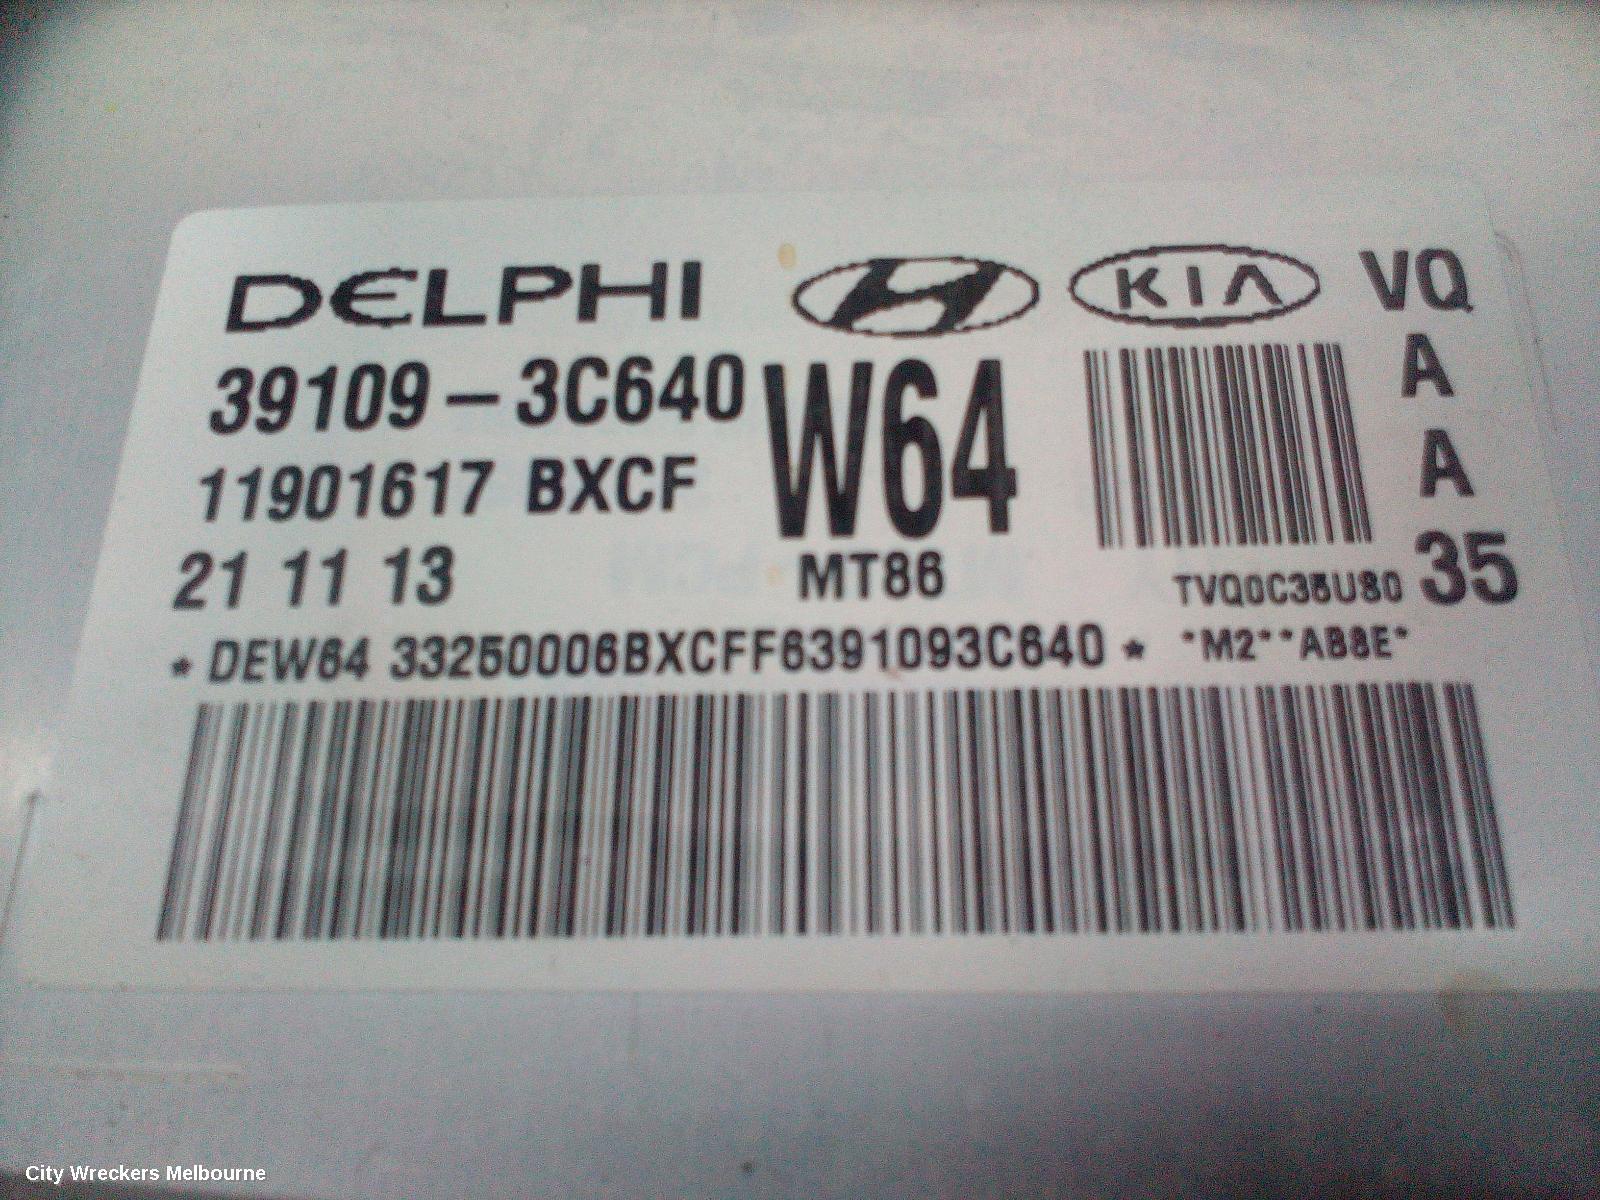 DELPHI KIA VQ
39109-3C640 W64 A
11901617 BXCF A
21 11 13 MT86 TVQ0C35U80 35
* DEW64 33250006BXCFF6391093C640 * *M2**AB8E*
City Wreckers Melbourne